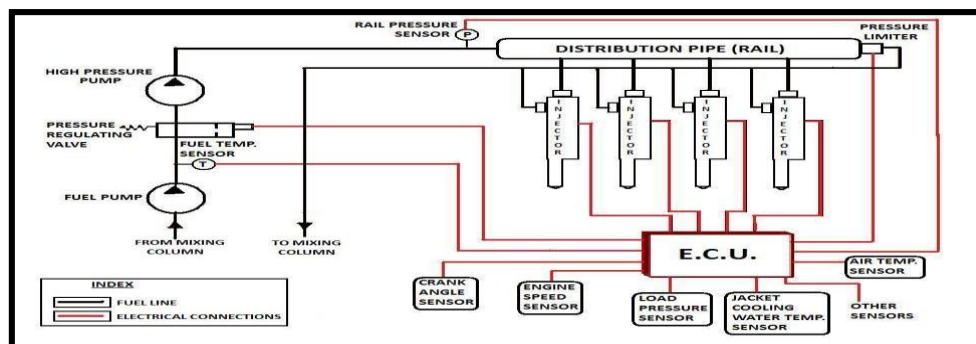 RAIL PRESSURE
SENSOR
P
PRESSURE
LIMITER
DISTRIBUTION PIPE (RAIL)
HIGH PRESSURE
PUMP
INJECTOR
INJECTOR
INJECTOR
INJECTOR
PRESSURE
REGULATING
VALVE
FUEL TEMP.
SENSOR
T
FUEL PUMP
FROM MIXING
COLUMN
TO MIXING
COLUMN
E.C.U.
AIR TEMP.
SENSOR
CRANK
ANGLE
SENSOR
ENGINE
SPEED
SENSOR
LOAD
PRESSURE
SENSOR
JACKET
COOLING
WATER TEMP.
SENSOR
OTHER
SENSORS
INDEX
FUEL LINE
ELECTRICAL CONNECTIONS